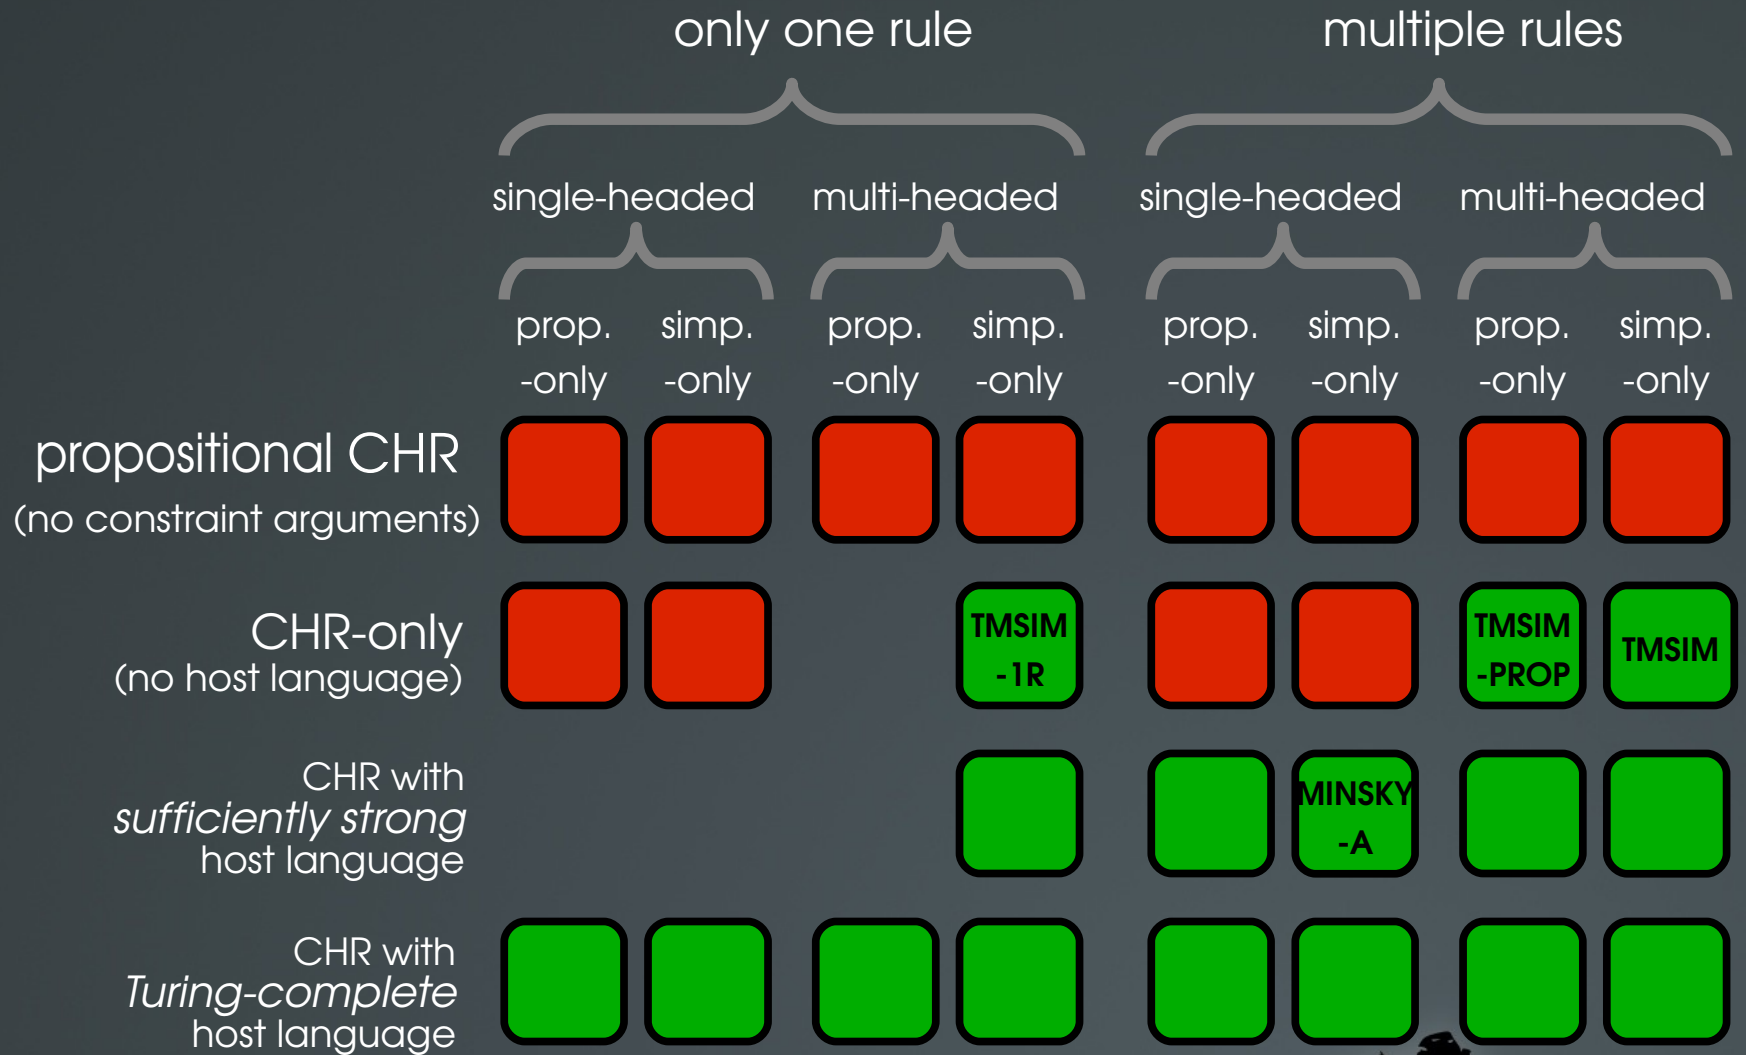 only one rule
multiple rules
single-headed
multi-headed
single-headed
multi-headed
prop.
-only
simp.
-only
prop.
-only
simp.
-only
prop.
-only
simp.
-only
prop.
-only
simp.
-only
propositional CHR
(no constraint arguments)
CHR-only
(no host language)
TMSIM
-1R
TMSIM
-PROP
TMSIM
CHR with
sufficiently strong
host language
MINSKY
-A
CHR with
Turing-complete
host language